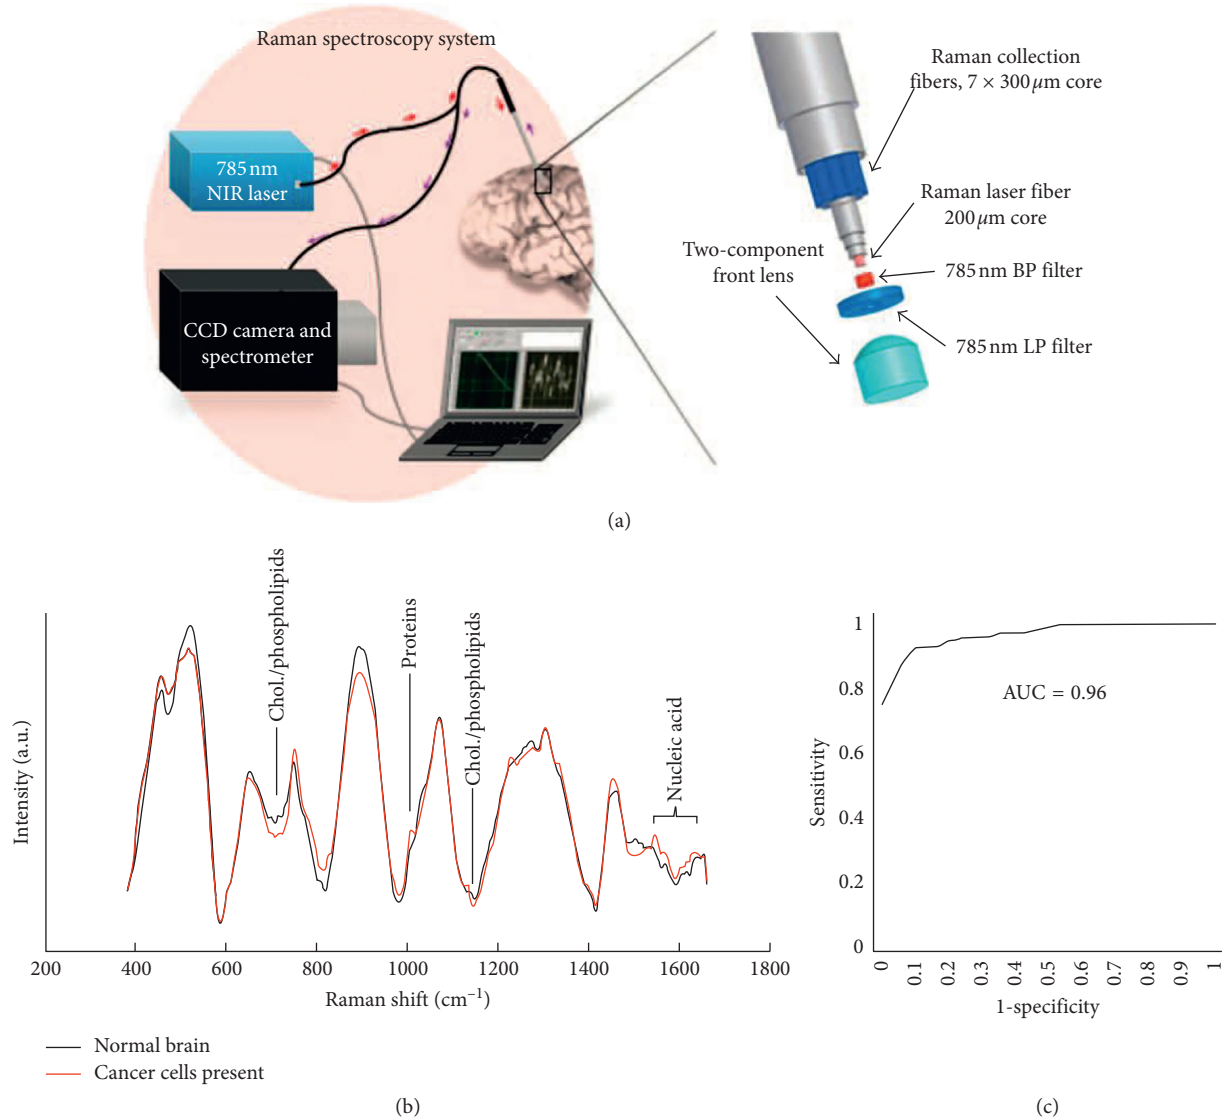 Raman spectroscopy system
785 nm
NIR laser
CCD camera and
spectrometer
Raman collection
fibers, 7 × 300 μm core
Raman laser fiber
200 μm core
Two-component
front lens
785 nm BP filter
785 nm LP filter
(a)
Intensity (a.u.)
Chol./phospholipids
Proteins
Chol./phospholipids
Nucleic acid
200
400
600
800
1000
1200
1400
1600
1800
Raman shift (cm⁻¹)
Normal brain
Cancer cells present
(b)
Sensitivity
1
0.8
0.6
0.4
0.2
0
AUC = 0.96
0
0.1
0.2
0.3
0.4
0.5
0.6
0.7
0.8
0.9
1
1-specificity
(c)